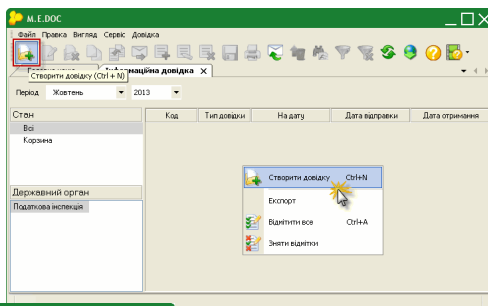 M.E.DOC
Файл Правка Вигляд Сервіс Довідка
маційна довідка
Створити довідку (Ctrl + N)
Період Жовтень 2013
Стан
Всі
Корзина
Код Тип довідки На дату Дата відправки Дата отримання
Створити довідку Ctrl+N
Експорт
Відмітити все Ctrl+A
Зняти відмітки
Державний орган
Податкова інспекція